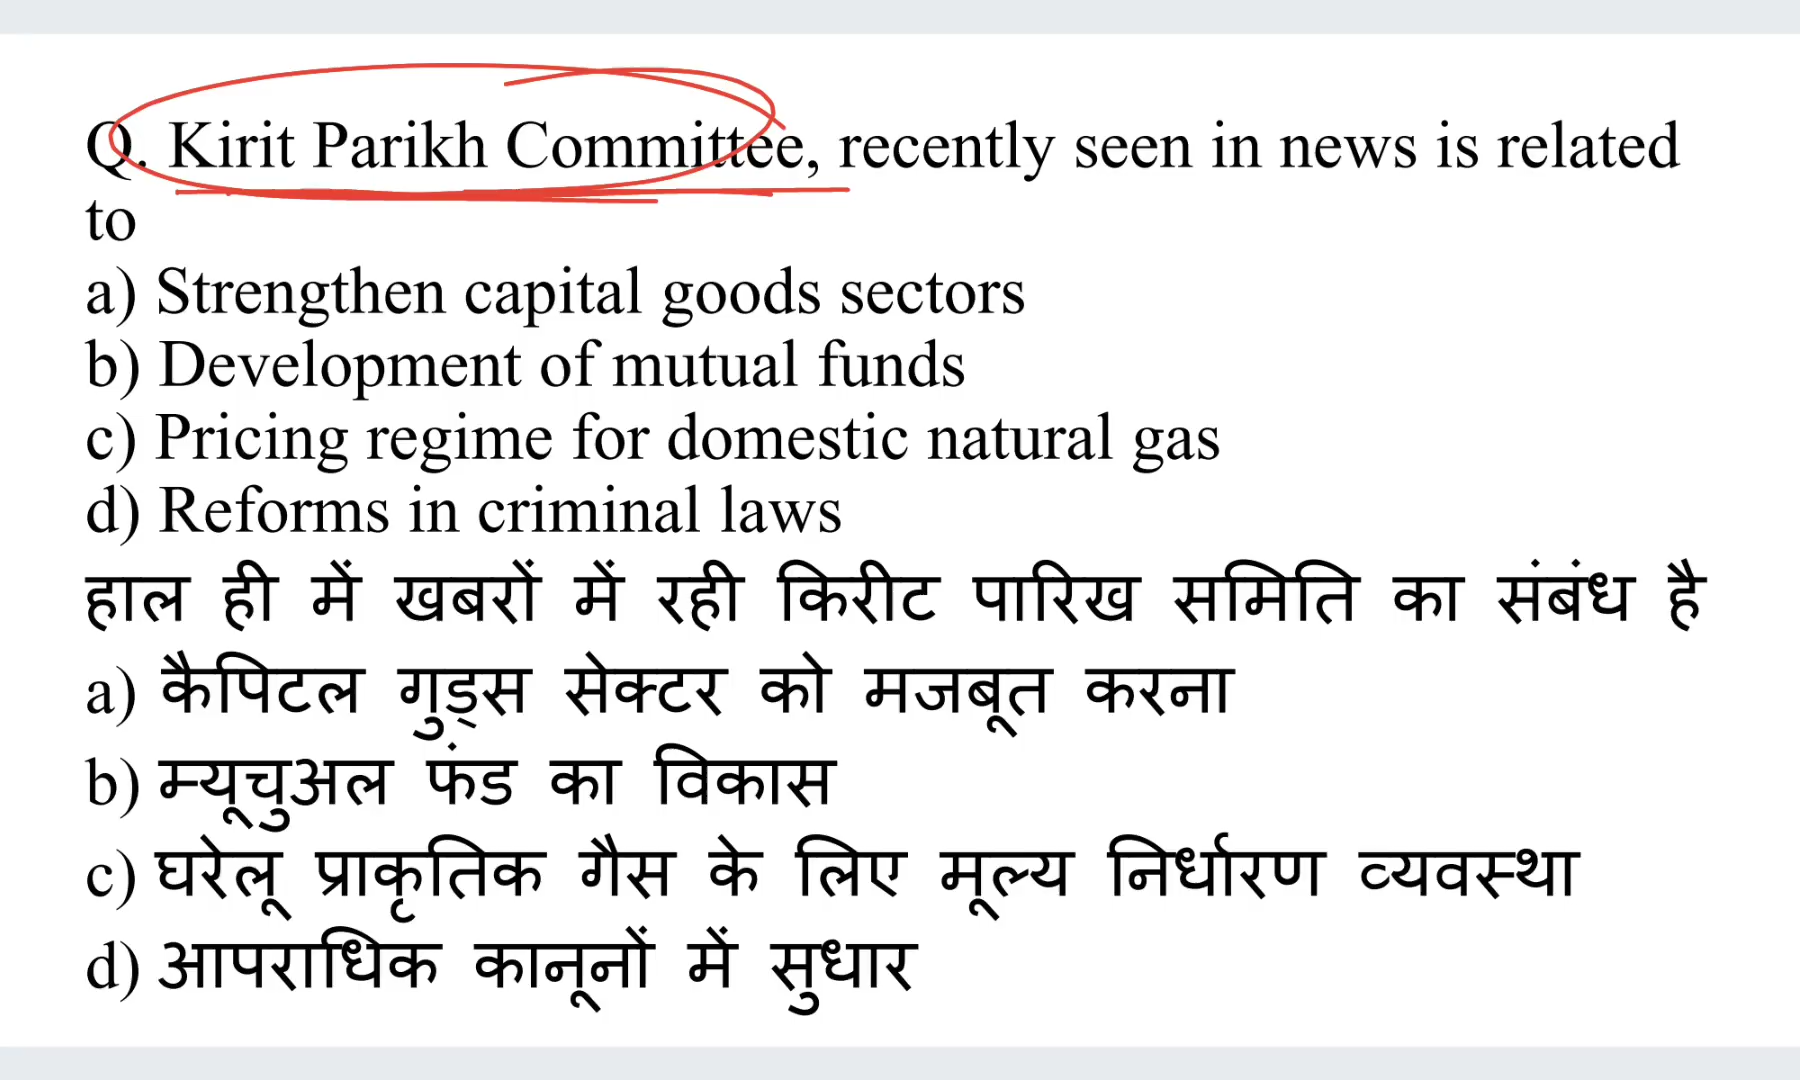 Q. Kirit Parikh Committee, recently seen in news is related
to
a) Strengthen capital goods sectors
b) Development of mutual funds
c) Pricing regime for domestic natural gas
d) Reforms in criminal laws
हाल ही में खबरों में रही किरीट पारिख समिति का संबंध है
a) कैपिटल गुड्स सेक्टर को मजबूत करना
b) म्यूचुअल फंड का विकास
c) घरेलू प्राकृतिक गैस के लिए मूल्य निर्धारण व्यवस्था
d) आपराधिक कानूनों में सुधार